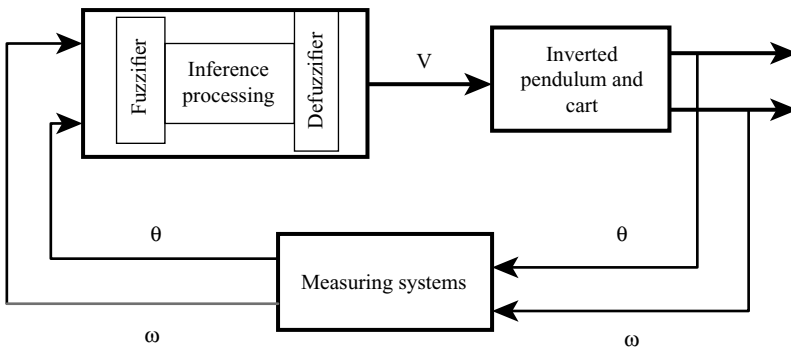 Fuzzifier
Inference
processing
Defuzzifier
V
Inverted
pendulum and
cart
θ
θ
Measuring systems
ω
ω